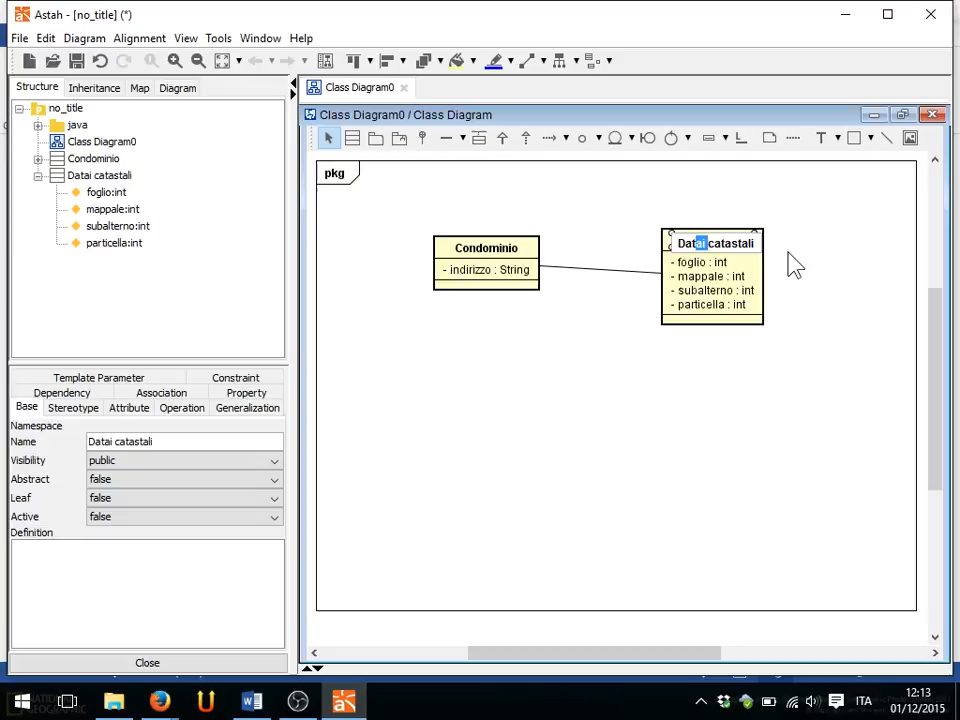 Astah - [no_title] (*)
File Edit Diagram Alignment View Tools Window Help
Structure Inheritance Map Diagram
no_title
java
Class Diagram0
Condominio
Datai catastali
foglio:int
mappale:int
subalterno:int
particella:int
Template Parameter Constraint
Dependency Association Property
Base Stereotype Attribute Operation Generalization
Namespace
Name Datai catastali
Visibility public
Abstract false
Leaf false
Active false
Definition
Close
Class Diagram0
Class Diagram0 / Class Diagram
T
pkg
Condominio
- indirizzo : String
Datai catastali
- foglio : int
- mappale : int
- subalterno : int
- particella : int
ITA
12:13
01/12/2015